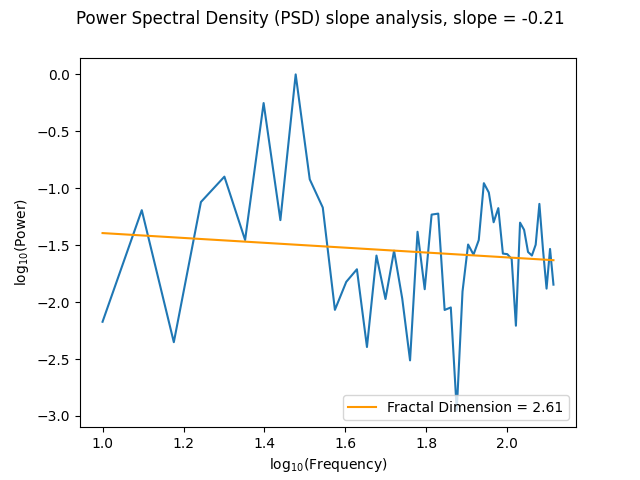 Power Spectral Density (PSD) slope analysis, slope = -0.21
0.0
−0.5
−1.0
−1.5
−2.0
−2.5
−3.0
log₁₀(Power)
Fractal Dimension = 2.61
1.0 1.2 1.4 1.6 1.8 2.0
log₁₀(Frequency)